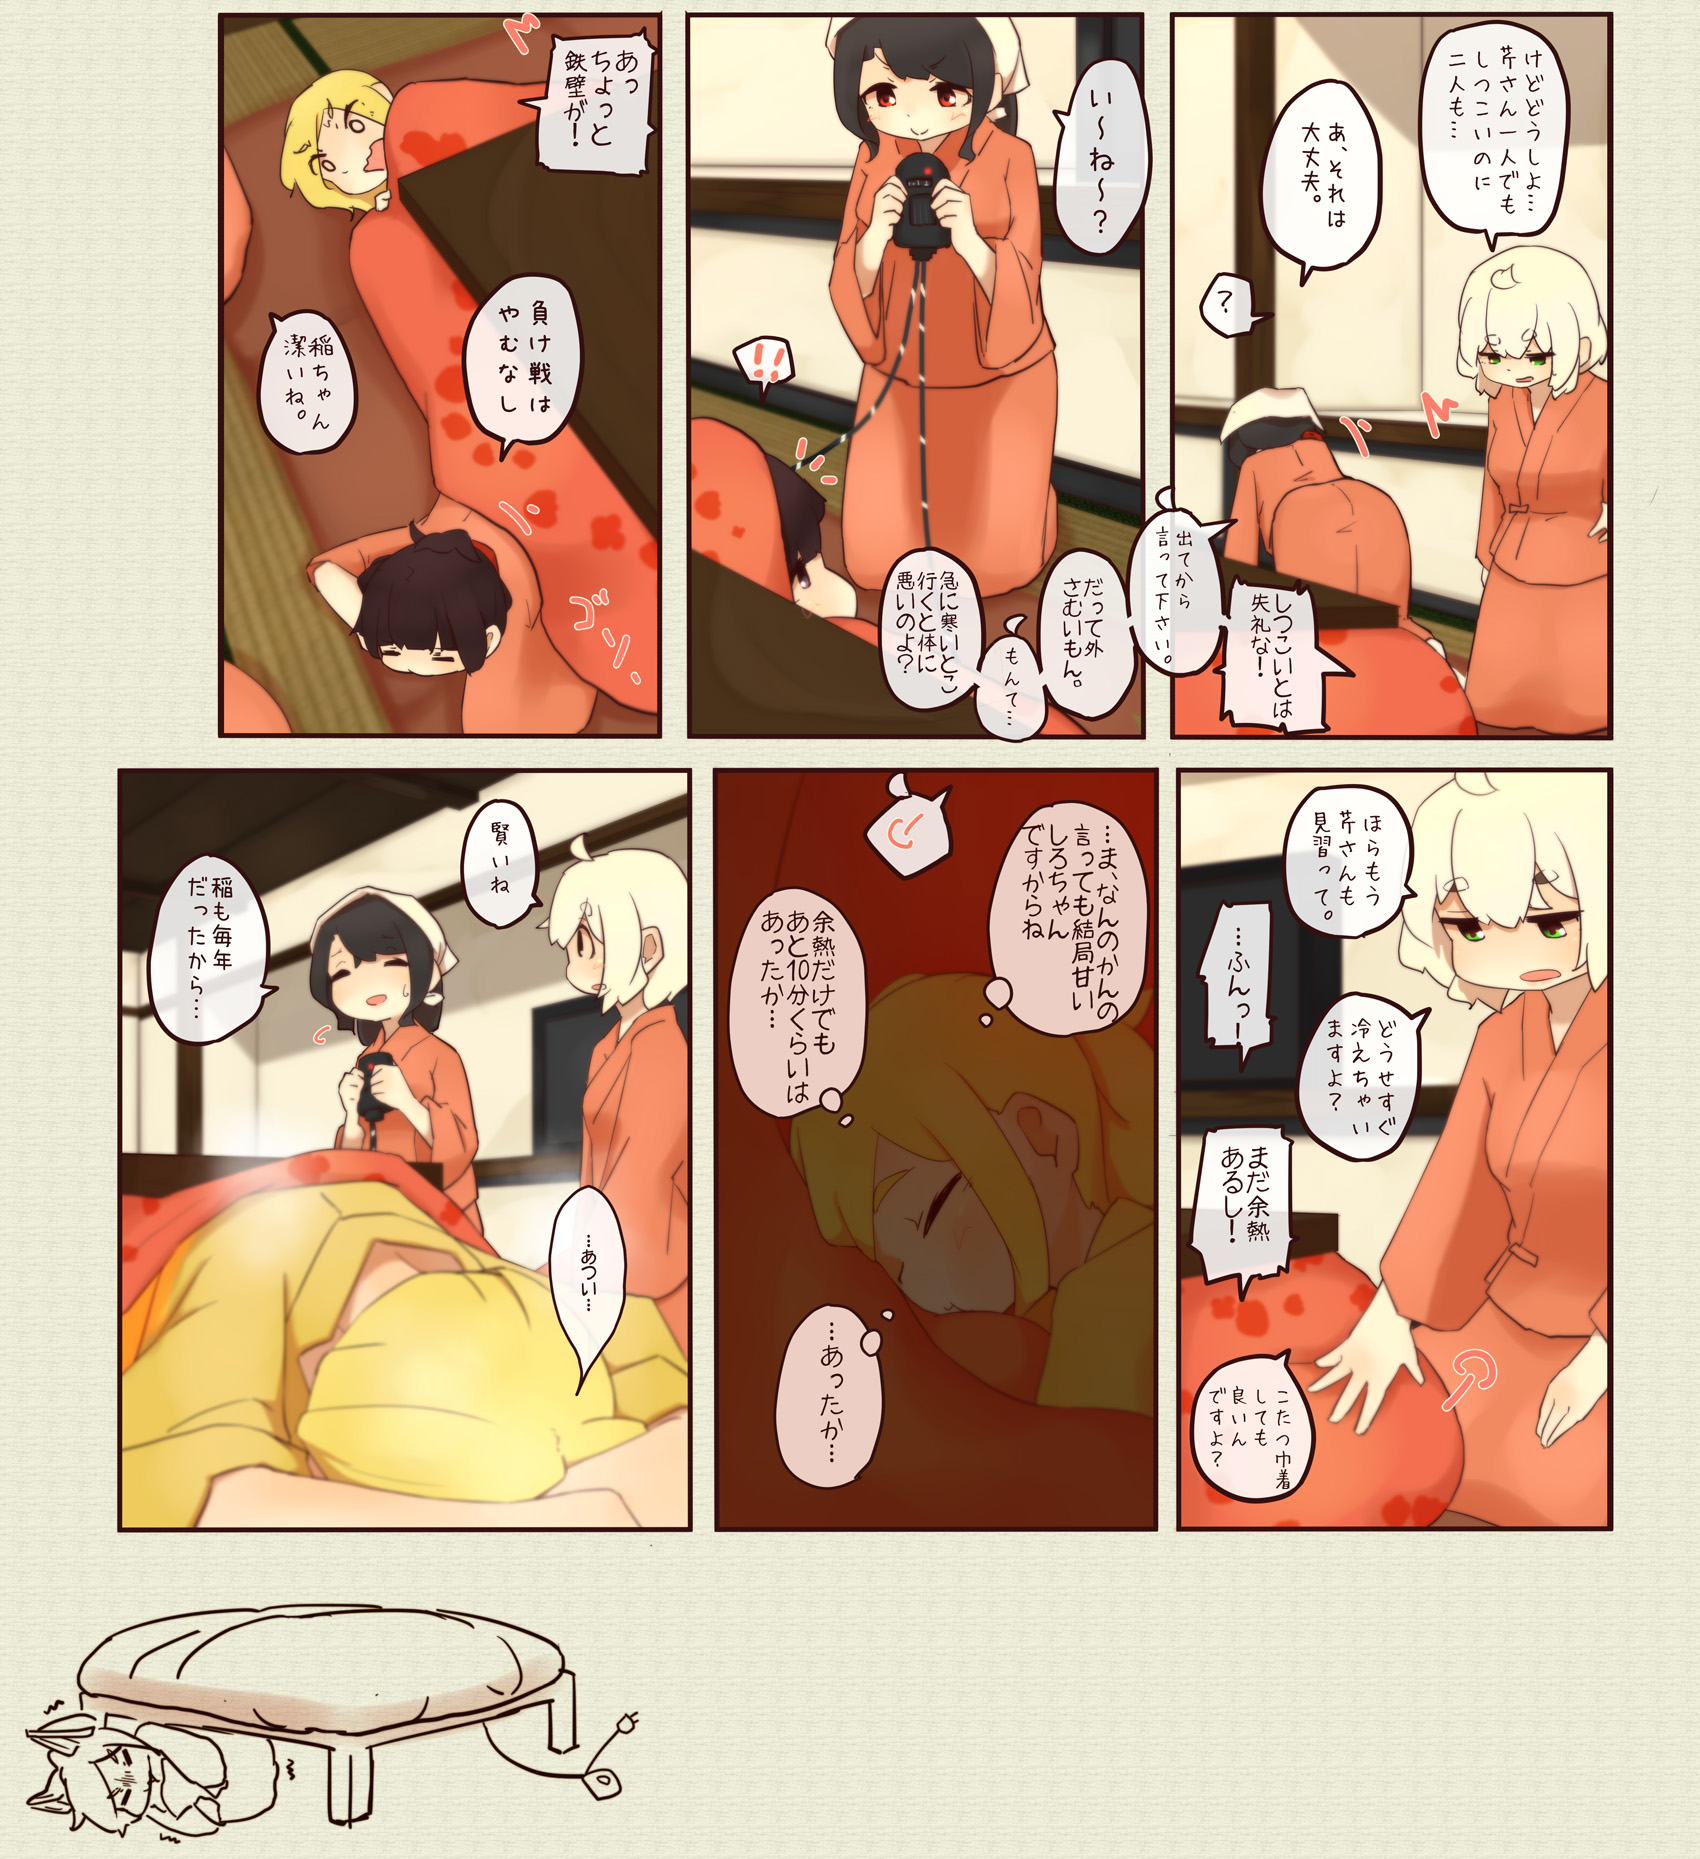 けどどうしよ…
芹さん一人でも
しつこいのに
二人も…
あ、それは
大丈夫。
?
しつこいとは
失礼な!
出てから
言って下さい。
だって外
さむいもん。
もんて…
急に寒いとこ
行くと体に
悪いのよ?
い～ね～?
!!
あっ
ちょっと
鉄壁が!
負け戦は
やむなし
稲ちゃん
潔いね。
ゴソ.
ほらもう
芹さんも
見習って。
…ふんっ!
どうせすぐ
冷えちゃい
ますよ?
まだ余熱
あるし!
こたつ巾着
しても
良いん
ですよ?
…ま、なんのかんの
言っても結局甘い
しろちゃん
ですからね
余熱だけでも
あと10分くらいは
あったか…
…あったか…
賢いね
稲も毎年
だったから…
…あつい…